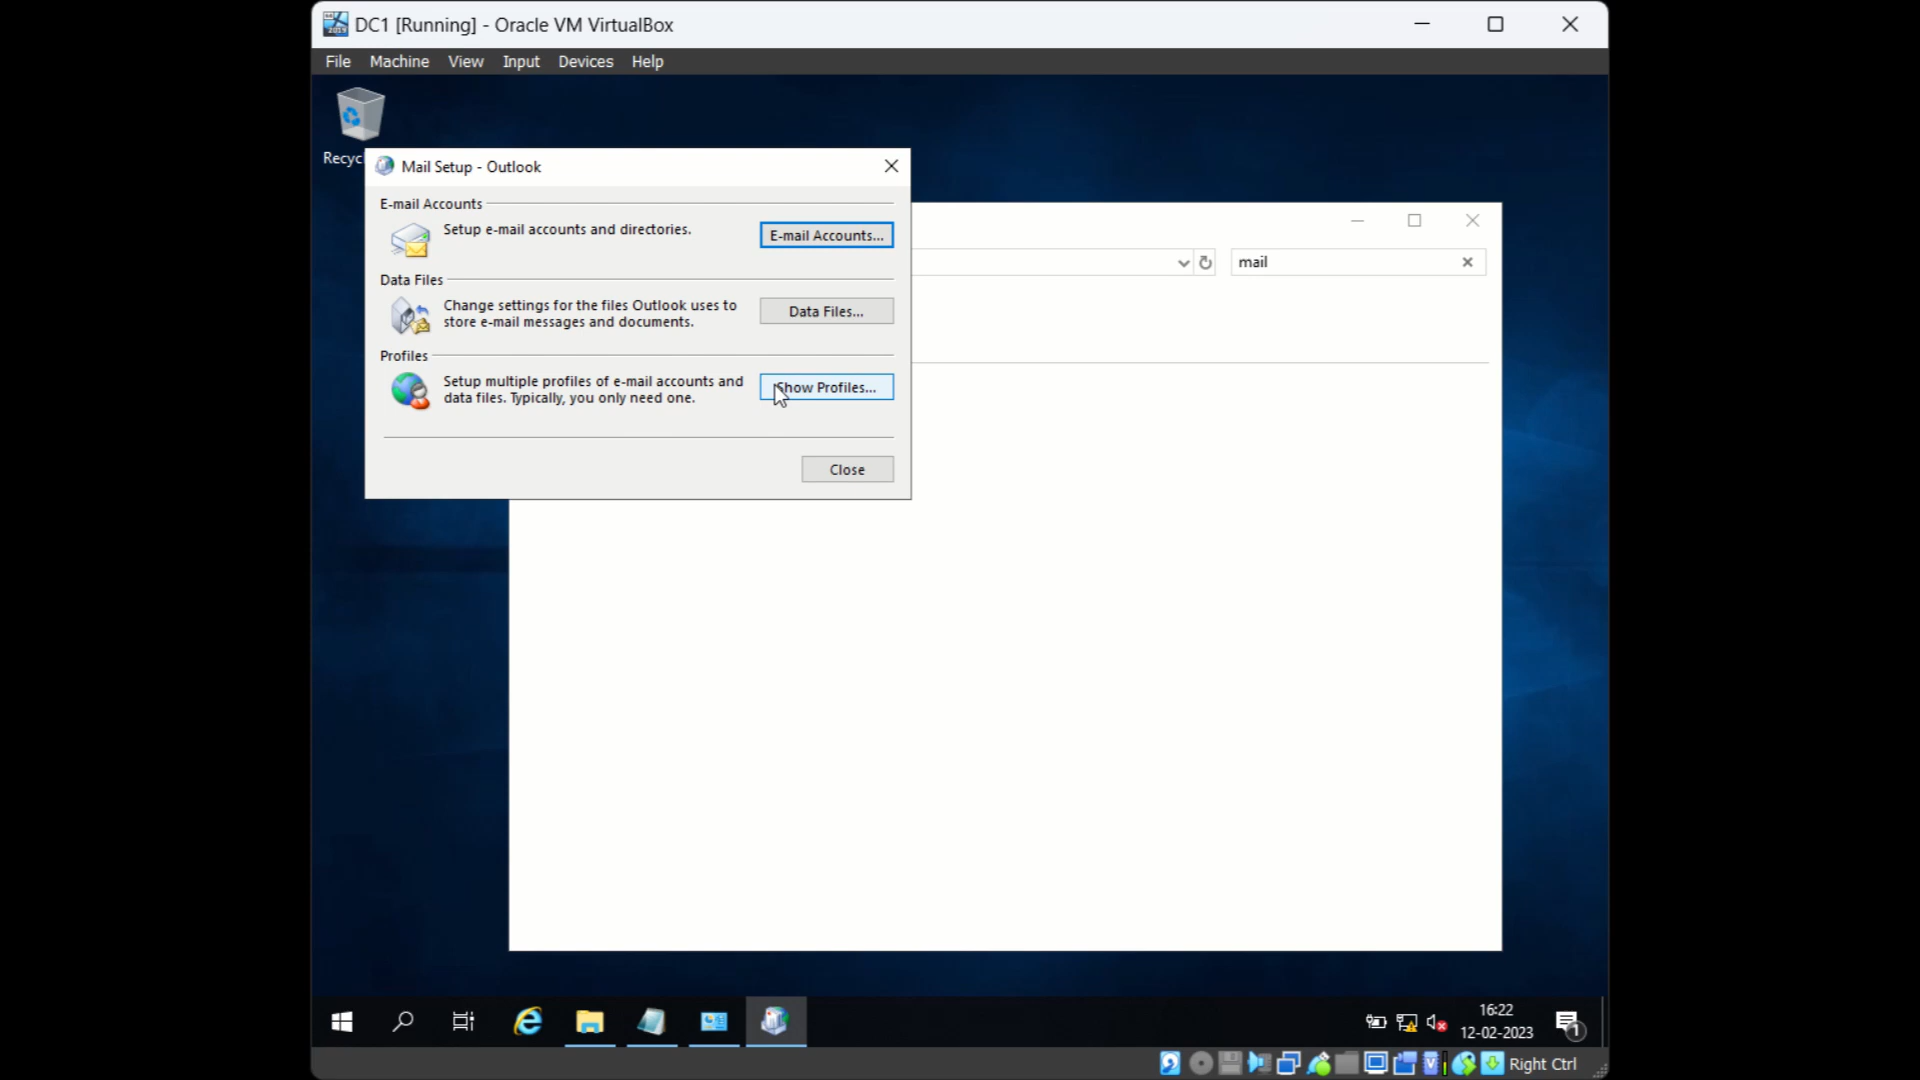 DC1 [Running] - Oracle VM VirtualBox
File Machine View Input Devices Help
Mail Setup - Outlook
E-mail Accounts
Setup e-mail accounts and directories.
E-mail Accounts...
mail
Data Files
Change settings for the files Outlook uses to
store e-mail messages and documents.
Data Files...
Profiles
Setup multiple profiles of e-mail accounts and
data files. Typically, you only need one.
Show Profiles...
Close
16:22
12-02-2023
1
Right Ctrl